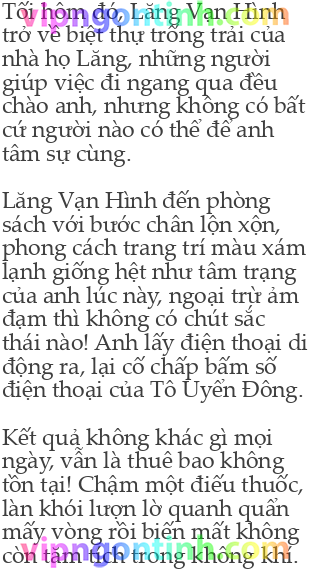 Tối hôm đó, Lăng Vạn Hình
trở về biệt thự trống trải của
nhà họ Lăng, những người
giúp việc đi ngang qua đều
chào anh, nhưng không có bất
cứ người nào có thể để anh
tâm sự cùng.
Lăng Vạn Hình đến phòng
sách với bước chân lộn xộn,
phong cách trang trí màu xám
lạnh giống hệt như tâm trạng
của anh lúc này, ngoại trừ ảm
đạm thì không có chút sắc
thái nào! Anh lấy điện thoại di
động ra, lại cố chấp bấm số
điện thoại của Tô Uyển Đông.
Kết quả không khác gì mọi
ngày, vẫn là thuê bao không
tồn tại! Châm một điếu thuốc,
làn khói lượn lờ quanh quẩn
mấy vòng rồi biến mất không
còn tăm tích trong không khí.
vipngontinh.com
vipngontinh.com